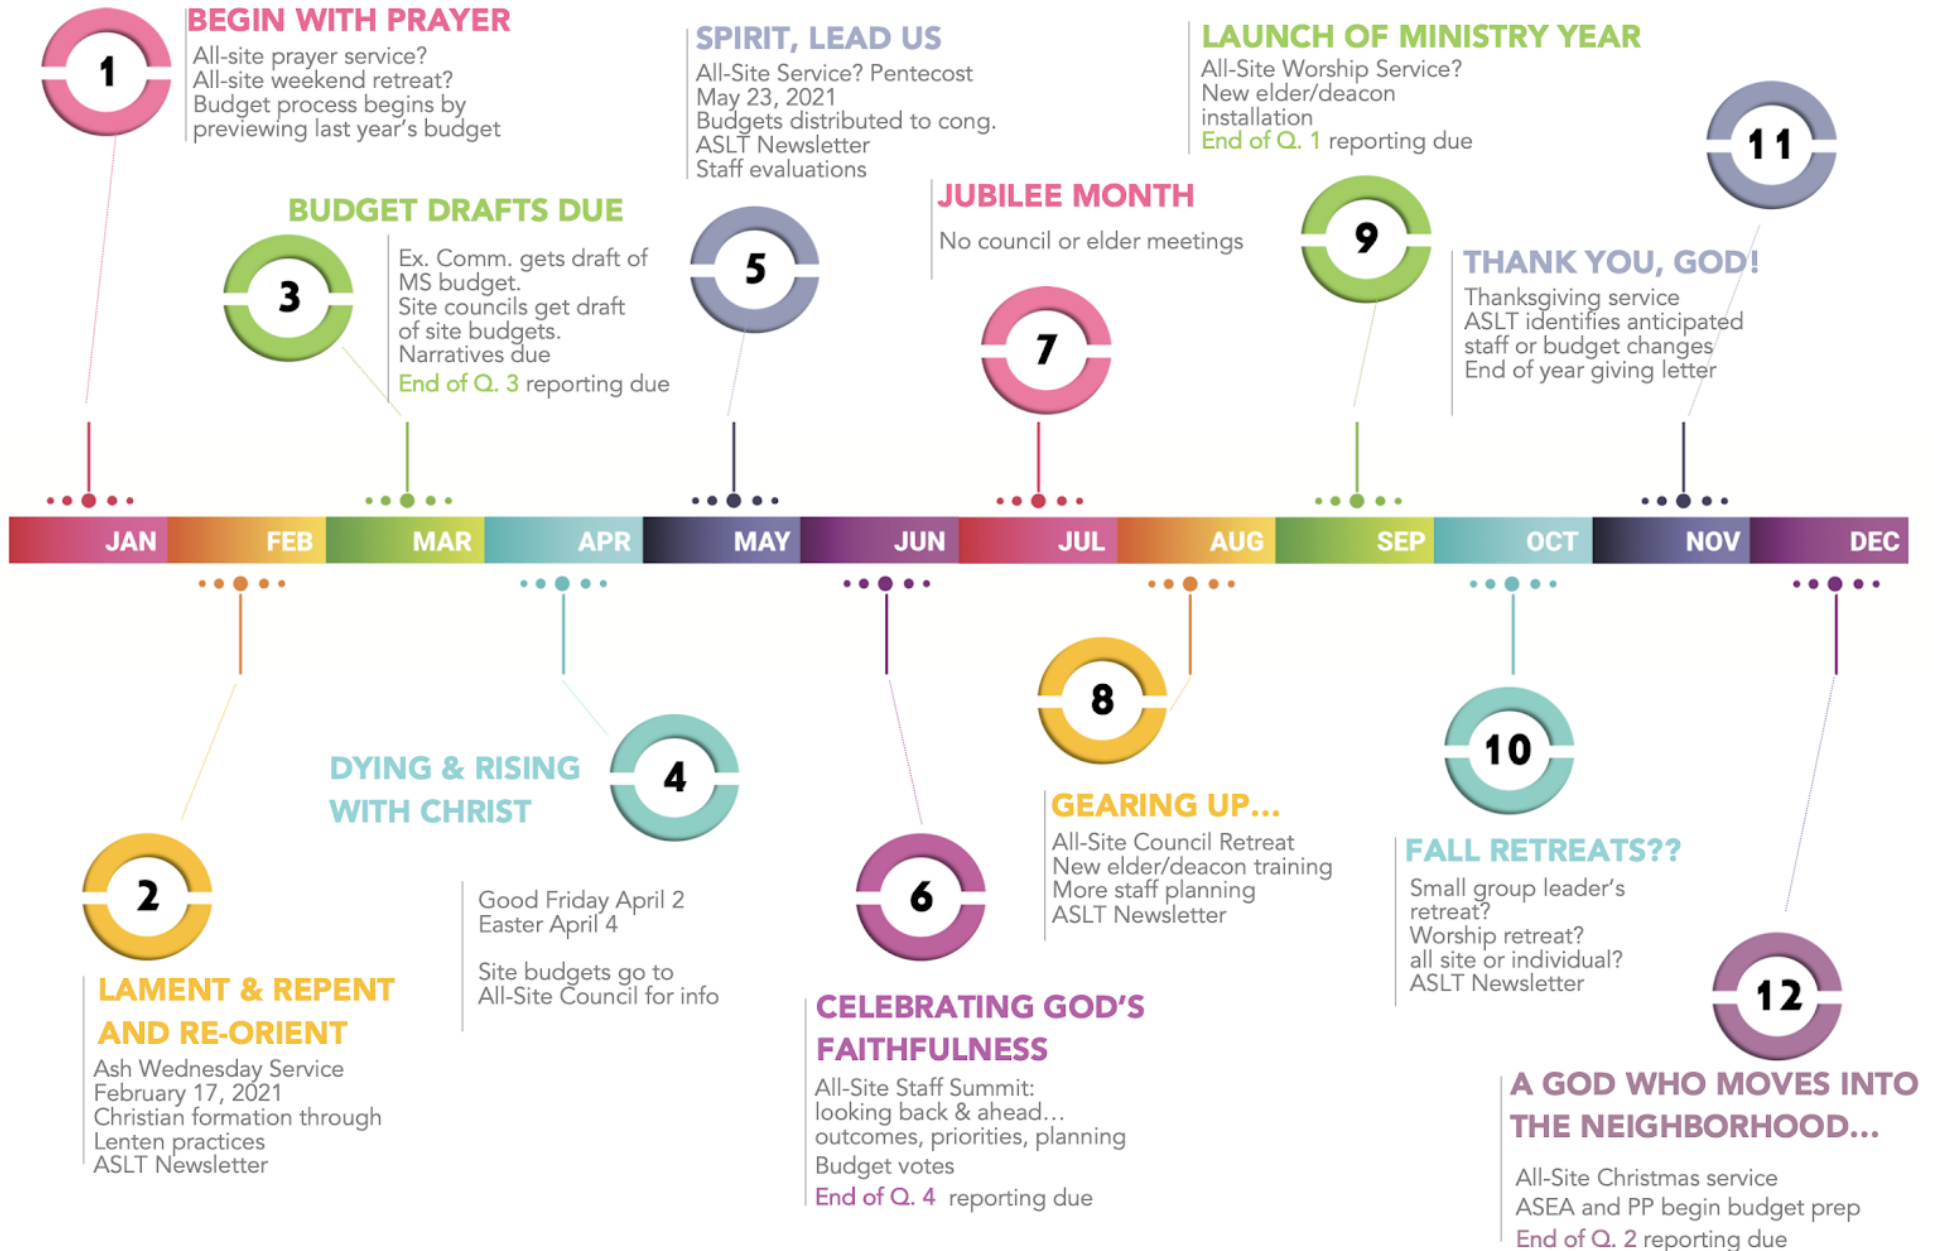 1
BEGIN WITH PRAYER
All-site prayer service?
All-site weekend retreat?
Budget process begins by
previewing last year's budget
3
BUDGET DRAFTS DUE
Ex. Comm. gets draft of
MS budget.
Site councils get draft
of site budgets.
Narratives due
End of Q. 3 reporting due
SPIRIT, LEAD US
All-Site Service? Pentecost
May 23, 2021
Budgets distributed to cong.
ASLT Newsletter
Staff evaluations
5
JUBILEE MONTH
No council or elder meetings
7
LAUNCH OF MINISTRY YEAR
All-Site Worship Service?
New elder/deacon
installation
End of Q. 1 reporting due
9
11
THANK YOU, GOD!
Thanksgiving service
ASLT identifies anticipated
staff or budget changes
End of year giving letter
JAN FEB MAR APR MAY JUN JUL AUG SEP OCT NOV DEC
2
LAMENT & REPENT
AND RE-ORIENT
Ash Wednesday Service
February 17, 2021
Christian formation through
Lenten practices
ASLT Newsletter
DYING & RISING
WITH CHRIST
4
Good Friday April 2
Easter April 4
Site budgets go to
All-Site Council for info
6
CELEBRATING GOD'S
FAITHFULNESS
All-Site Staff Summit:
looking back & ahead...
outcomes, priorities, planning
Budget votes
End of Q. 4 reporting due
8
GEARING UP...
All-Site Council Retreat
New elder/deacon training
More staff planning
ASLT Newsletter
10
FALL RETREATS??
Small group leader's
retreat?
Worship retreat?
all site or individual?
ASLT Newsletter
12
A GOD WHO MOVES INTO
THE NEIGHBORHOOD...
All-Site Christmas service
ASEA and PP begin budget prep
End of Q. 2 reporting due